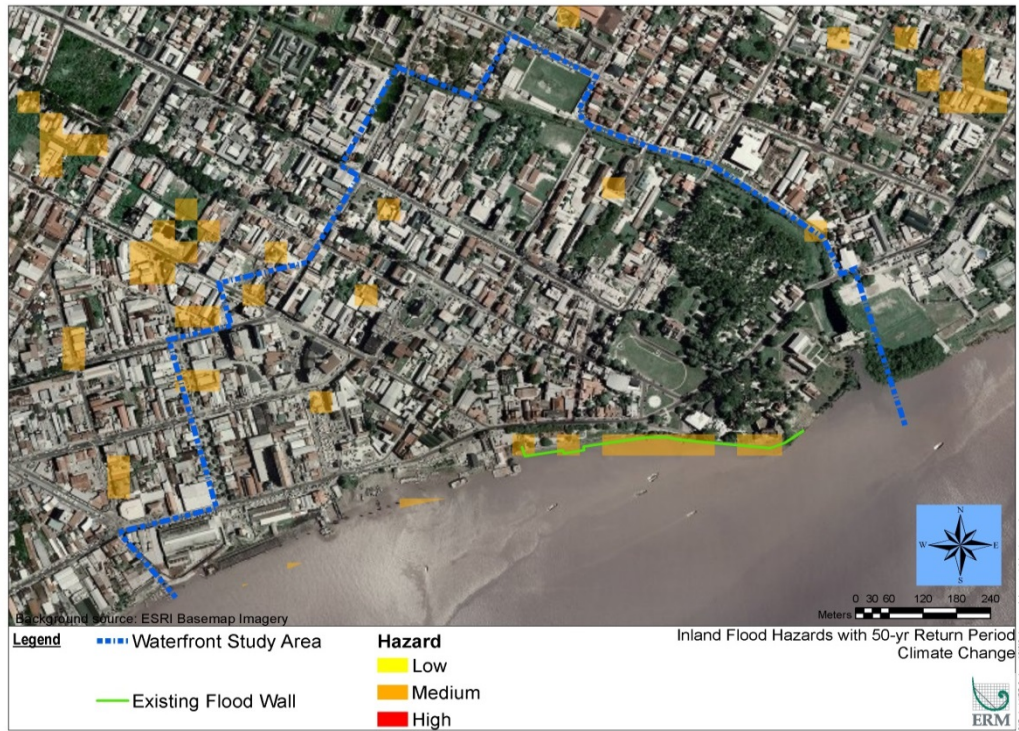 N
W E
S
0 30 60 120 180 240
Meters
Background source: ESRI Basemap Imagery
Legend
Waterfront Study Area
Existing Flood Wall
Hazard
Low
Medium
High
Inland Flood Hazards with 50-yr Return Period
Climate Change
ERM